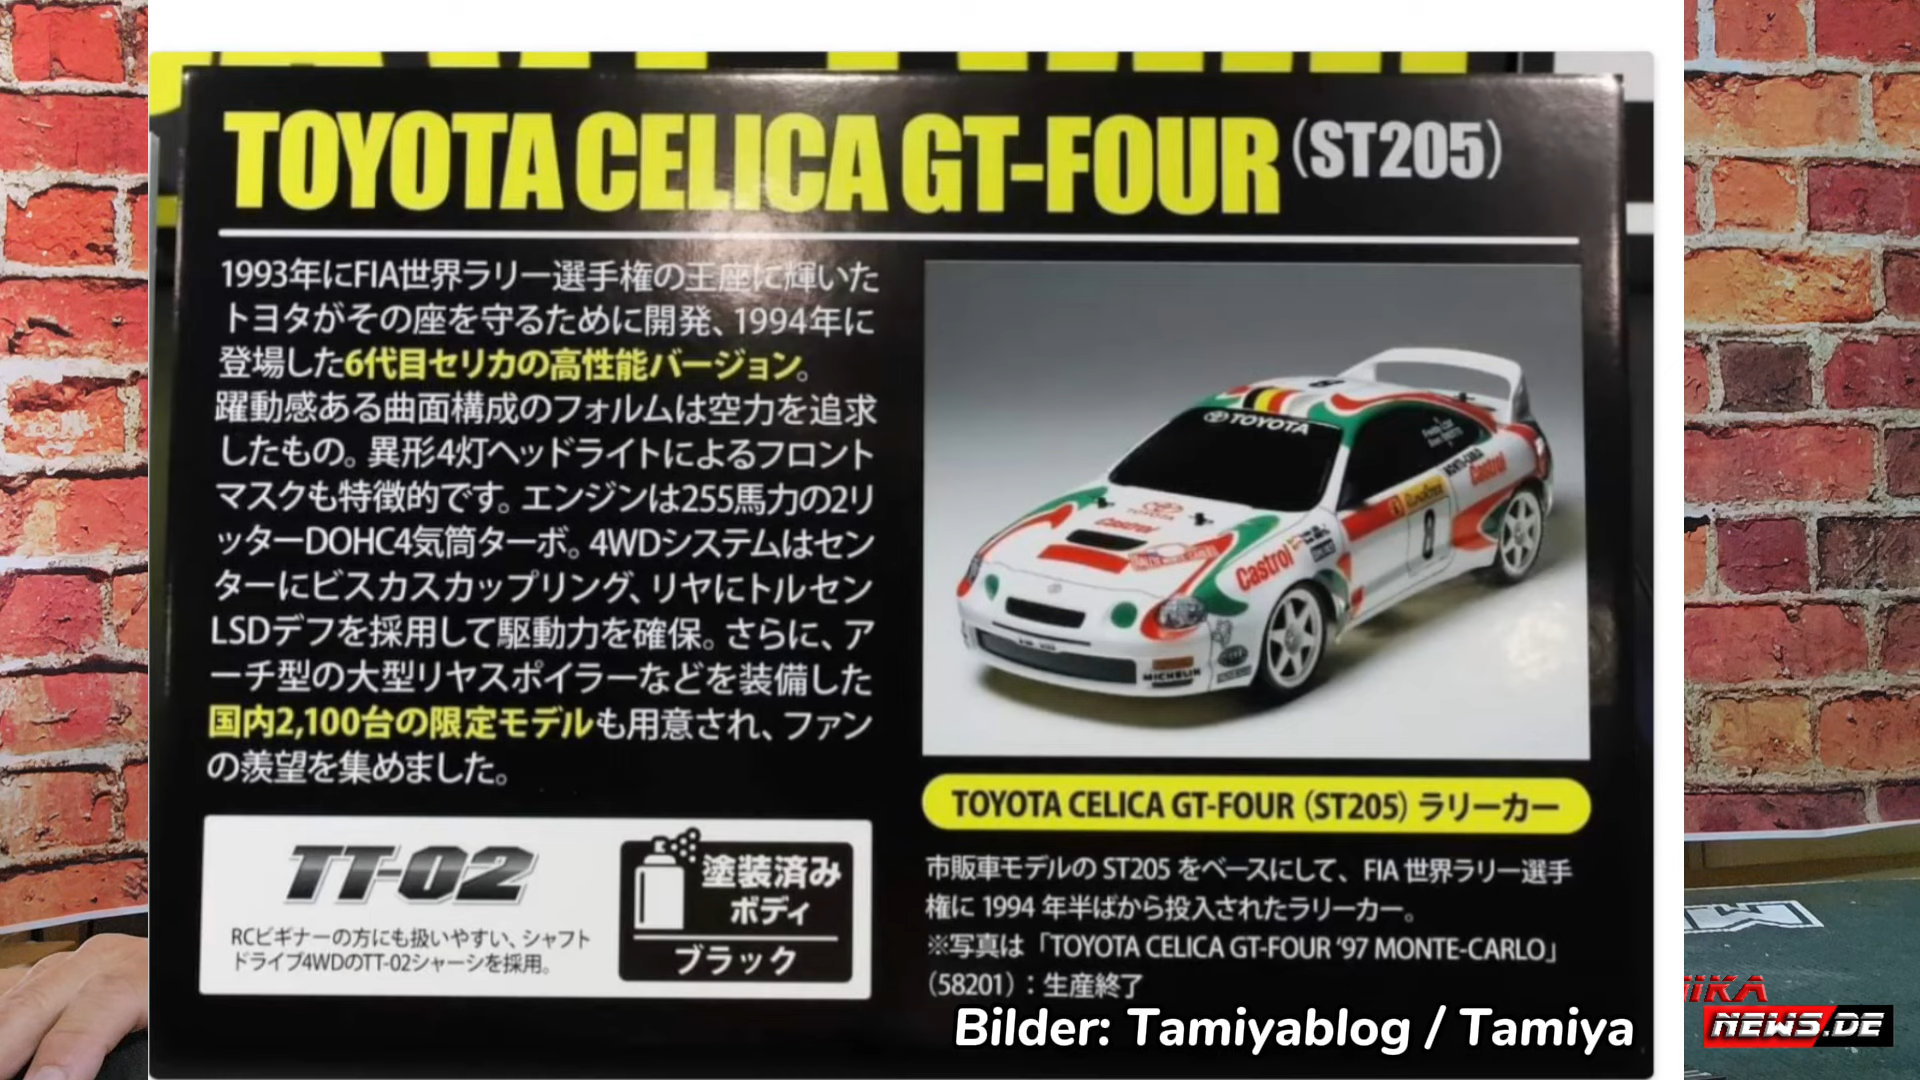 TOYOTA CELICA GT-FOUR (ST205)
1993年にFIA世界ラリー選手権の王座に輝いた
トヨタがその座を守るために開発、1994年に
登場した6代目セリカの高性能バージョン。
躍動感ある曲面構成のフォルムは空力を追求
したもの。異形4灯ヘッドライトによるフロント
マスクも特徴的です。エンジンは255馬力の2リ
ッターDOHC4気筒ターボ。4WDシステムはセン
ターにビスカスカップリング、リヤにトルセン
LSDデフを採用して駆動力を確保。さらに、ア
ーチ型の大型リヤスポイラーなどを装備した
国内2,100台の限定モデルも用意され、ファン
の羨望を集めました。
TT-02
RCビギナーの方にも扱いやすい、シャフト
ドライブ4WDのTT-02シャーシを採用。
塗装済み
ボディ
ブラック
8
TOYOTA
MONTE-CARLO
Castrol
TOYOTA
Castrol
8
Castrol
MICHELIN
TOYOTA CELICA GT-FOUR (ST205) ラリーカー
市販車モデルの ST205 をベースにして、FIA 世界ラリー選手
権に 1994 年半ばから投入されたラリーカー。
※写真は「TOYOTA CELICA GT-FOUR '97 MONTE-CARLO」
(58201)：生産終了
Bilder: Tamiyablog / Tamiya
IKA
NEWS.DE